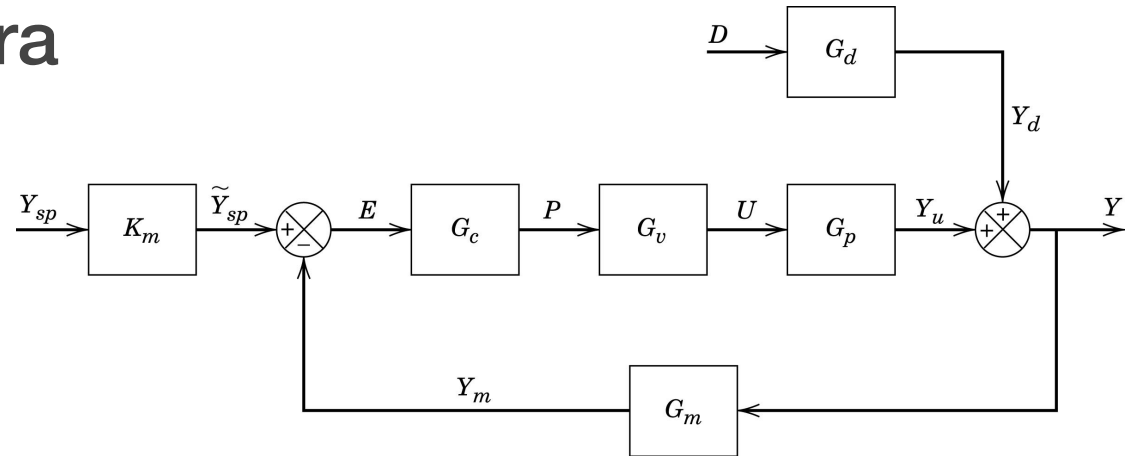 ra
D
G_d
Y_d
Y_sp
K_m
Ỹ_sp
+
−
E
G_c
P
G_v
U
G_p
Y_u
+
+
Y
Y_m
G_m